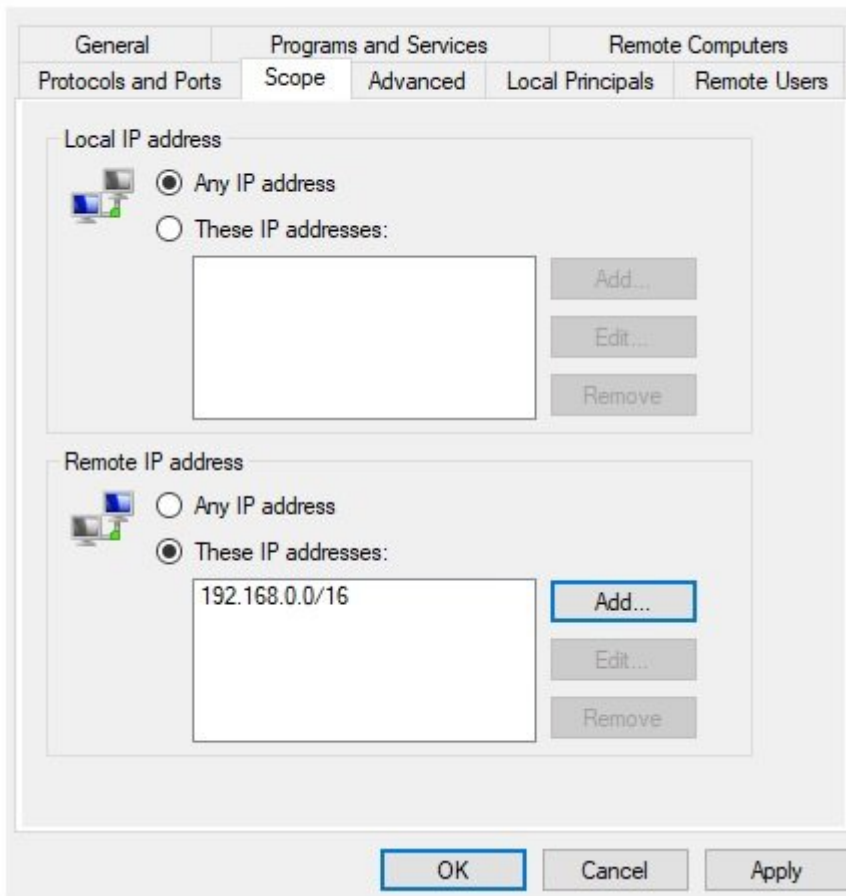 General Programs and Services Remote Computers
Protocols and Ports Scope Advanced Local Principals Remote Users
Local IP address
Any IP address
These IP addresses:
Add...
Edit...
Remove
Remote IP address
Any IP address
These IP addresses:
192.168.0.0/16
Add...
Edit...
Remove
OK Cancel Apply